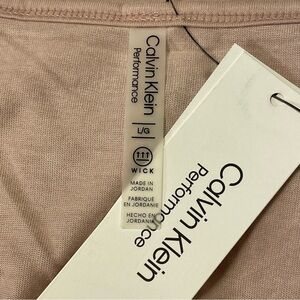 Calvin Klein
Performance
L/G
WICK
MADE IN
JORDAN
FABRIQUÉ
EN JORDANIE
HECHO EN
JORDANIA
Calvin Klein
Performance